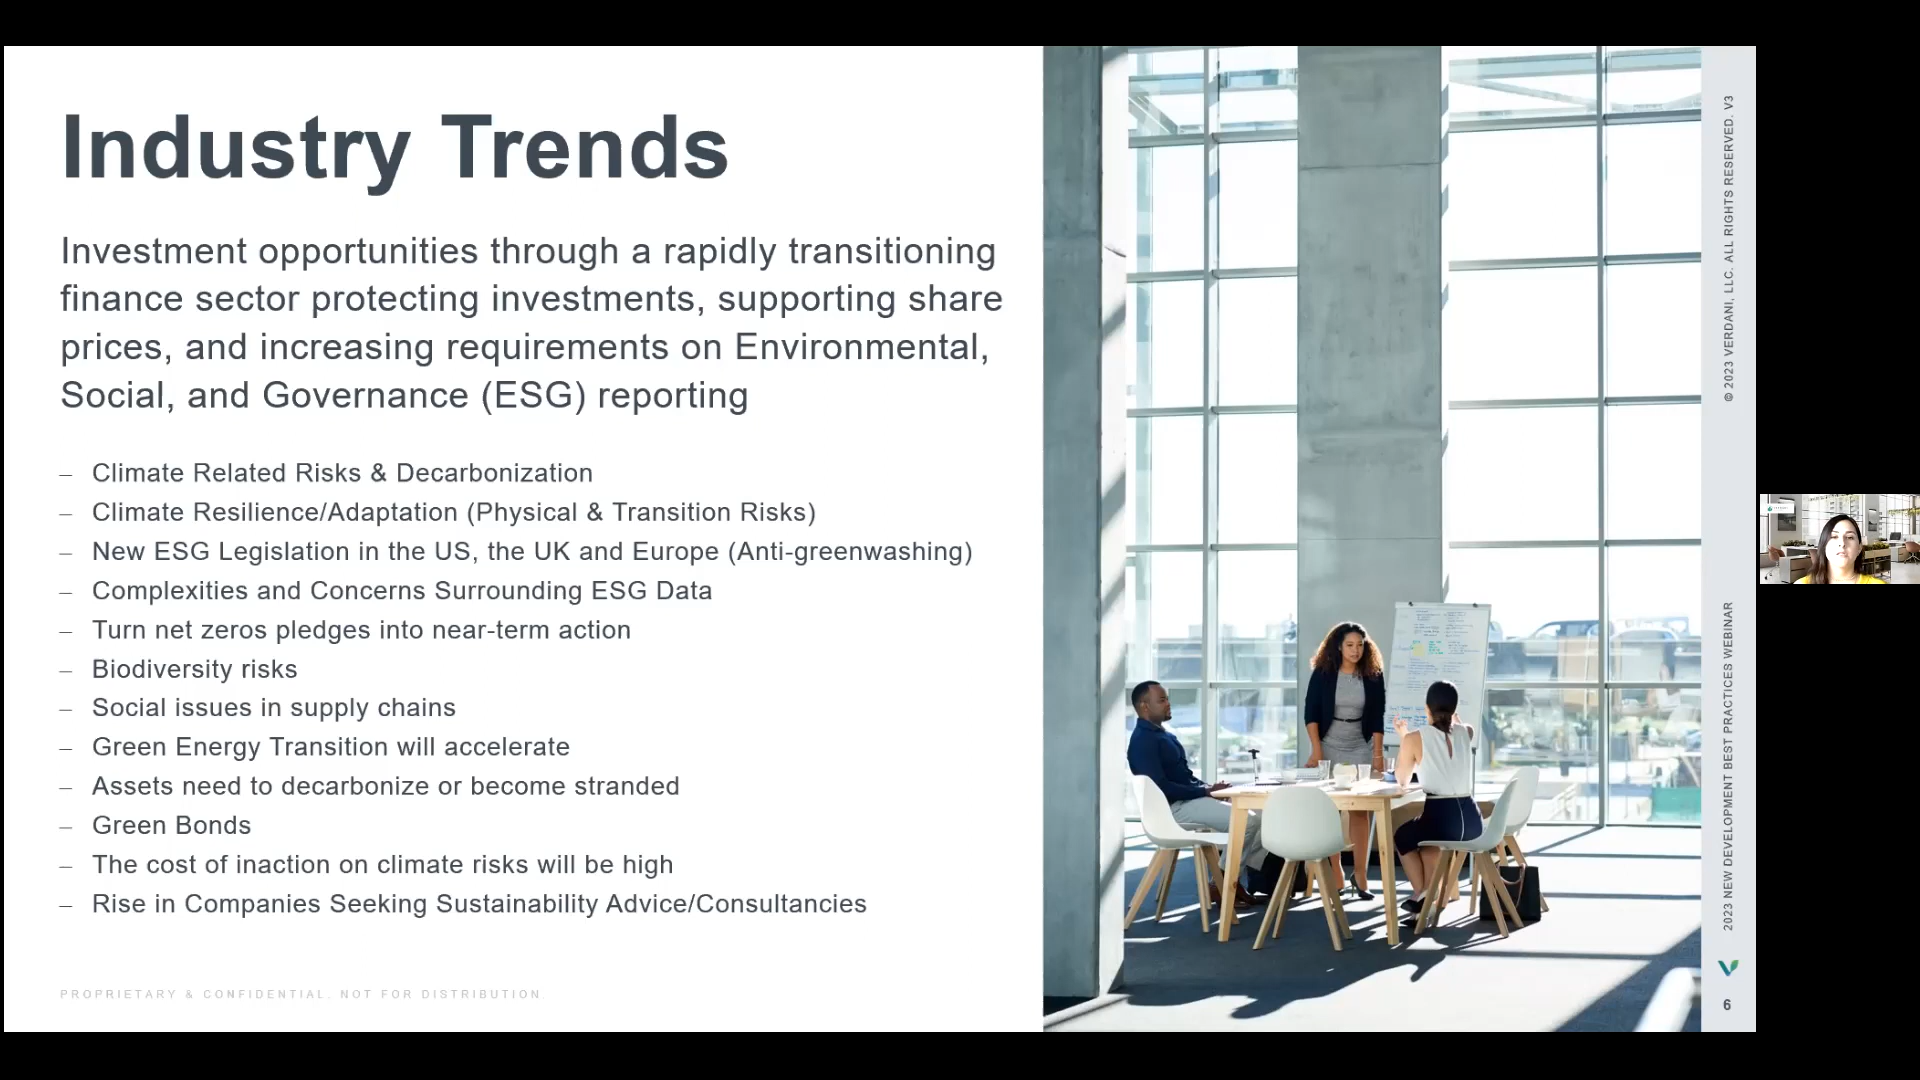 Industry Trends
Investment opportunities through a rapidly transitioning
finance sector protecting investments, supporting share
prices, and increasing requirements on Environmental,
Social, and Governance (ESG) reporting
– Climate Related Risks & Decarbonization
– Climate Resilience/Adaptation (Physical & Transition Risks)
– New ESG Legislation in the US, the UK and Europe (Anti-greenwashing)
– Complexities and Concerns Surrounding ESG Data
– Turn net zeros pledges into near-term action
– Biodiversity risks
– Social issues in supply chains
– Green Energy Transition will accelerate
– Assets need to decarbonize or become stranded
– Green Bonds
– The cost of inaction on climate risks will be high
– Rise in Companies Seeking Sustainability Advice/Consultancies
PROPRIETARY & CONFIDENTIAL. NOT FOR DISTRIBUTION
© 2023 VERDANI, LLC. ALL RIGHTS RESERVED. V3
2023 NEW DEVELOPMENT BEST PRACTICES WEBINAR
6